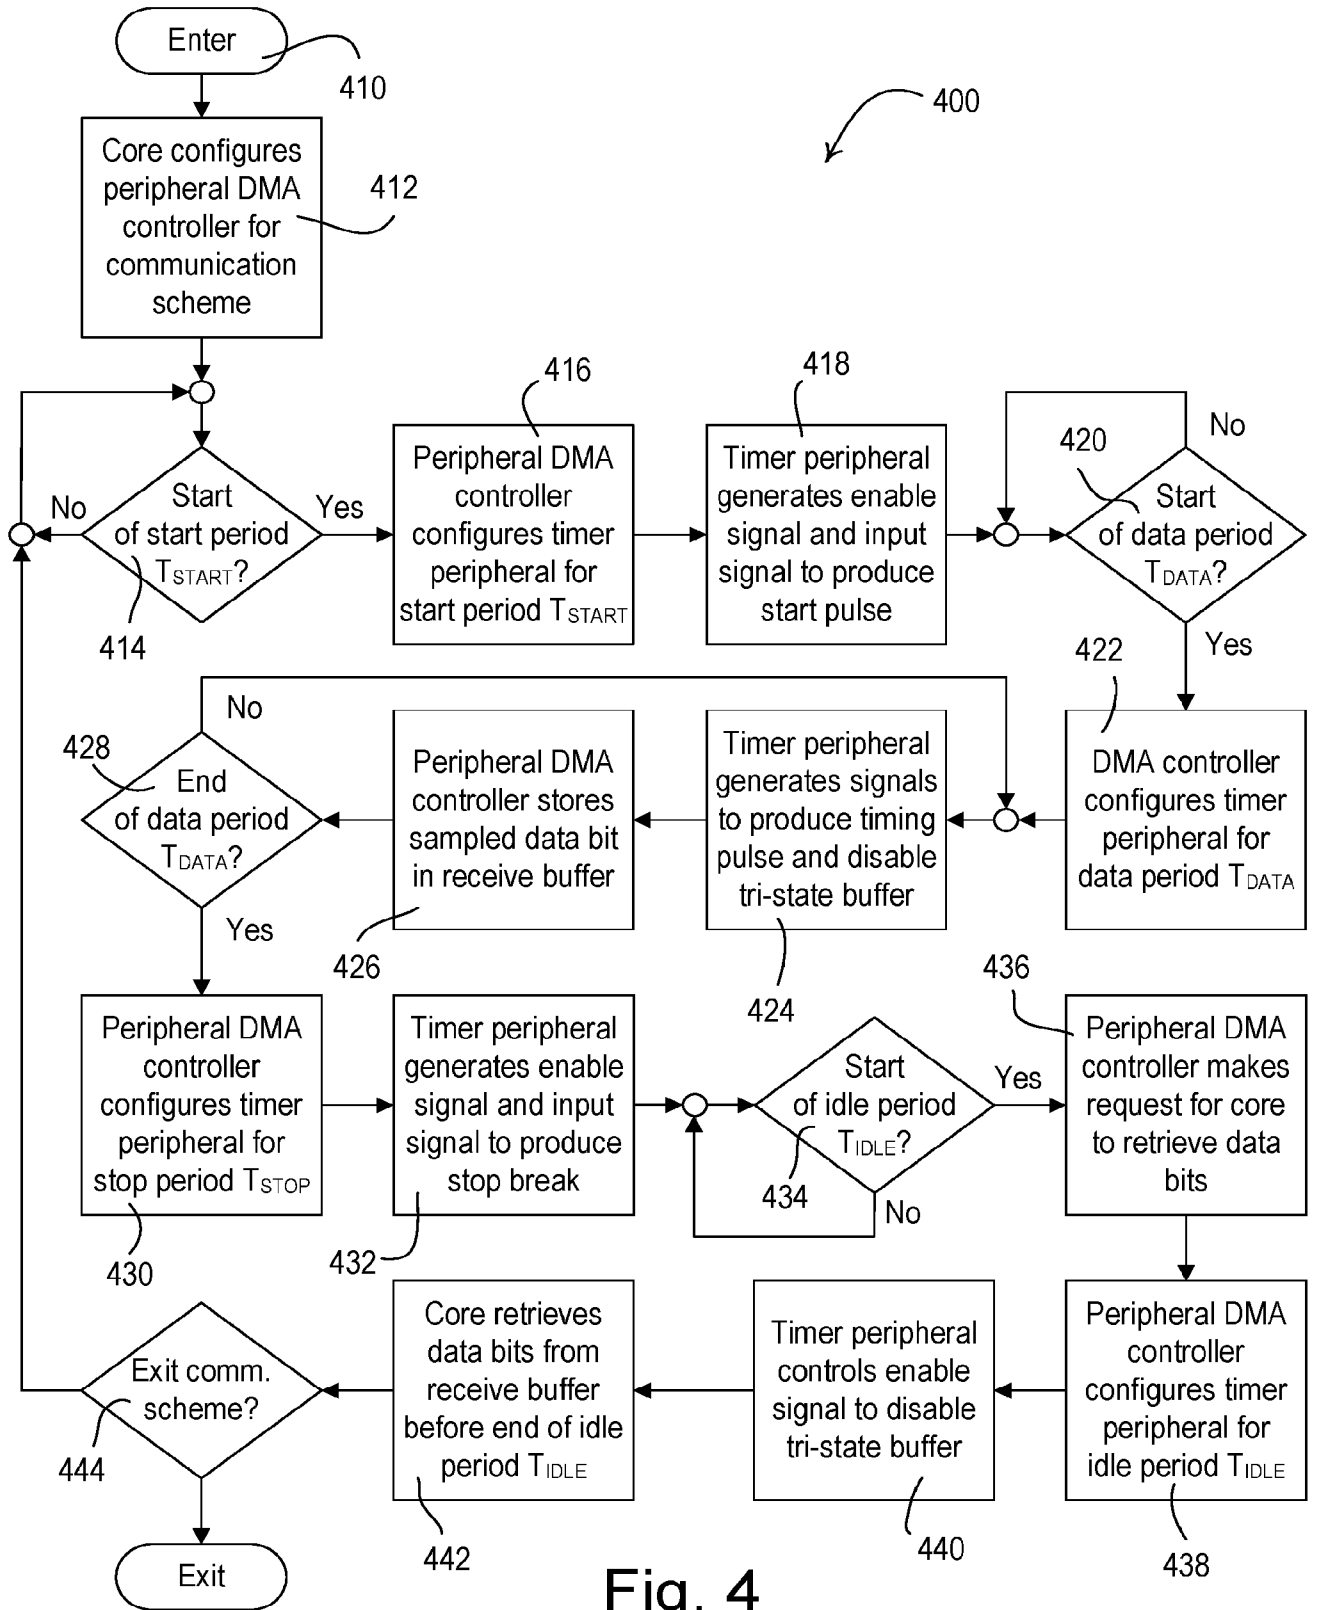 Enter
410
400
Core configures
peripheral DMA
controller for
communication
scheme
412
416
418
No
420
No
Start
of start period
TSTART?
Yes
414
Peripheral DMA
controller
configures timer
peripheral for
start period TSTART
Timer peripheral
generates enable
signal and input
signal to produce
start pulse
Start
of data period
TDATA?
Yes
422
No
428
End
of data period
TDATA?
Yes
Peripheral DMA
controller stores
sampled data bit
in receive buffer
426
Timer peripheral
generates signals
to produce timing
pulse and disable
tri-state buffer
424
DMA controller
configures timer
peripheral for
data period TDATA
436
Peripheral DMA
controller
configures timer
peripheral for
stop period TSTOP
430
Timer peripheral
generates enable
signal and input
signal to produce
stop break
432
Start
of idle period
TIDLE?
434
Yes
No
Peripheral DMA
controller makes
request for core
to retrieve data
bits
Exit comm.
scheme?
444
Core retrieves
data bits from
receive buffer
before end of idle
period TIDLE
442
Timer peripheral
controls enable
signal to disable
tri-state buffer
440
Peripheral DMA
controller
configures timer
peripheral for
idle period TIDLE
438
Exit
Fig. 4